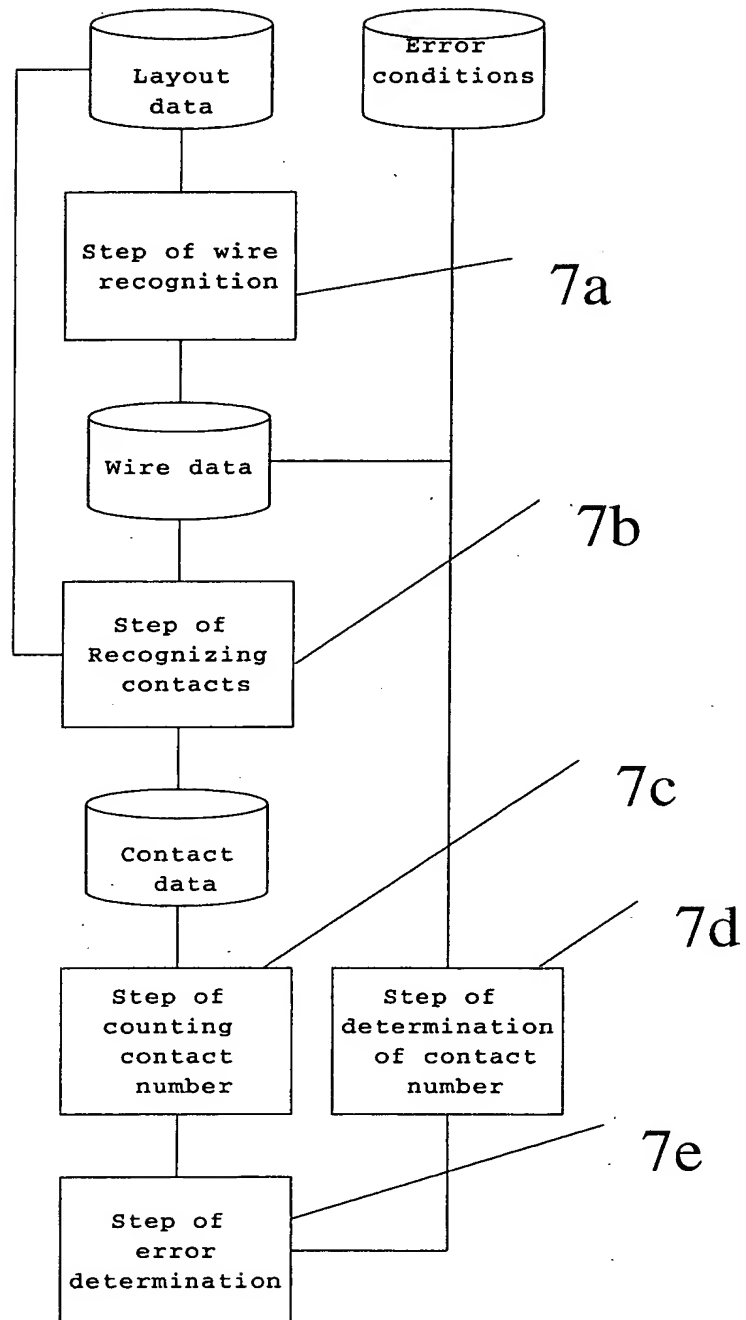 Layout
data
Error
conditions
Step of wire
recognition
7a
Wire data
7b
Step of
Recognizing
contacts
7c
Contact
data
7d
Step of
counting
contact
number
Step of
determination
of contact
number
7e
Step of
error
determination